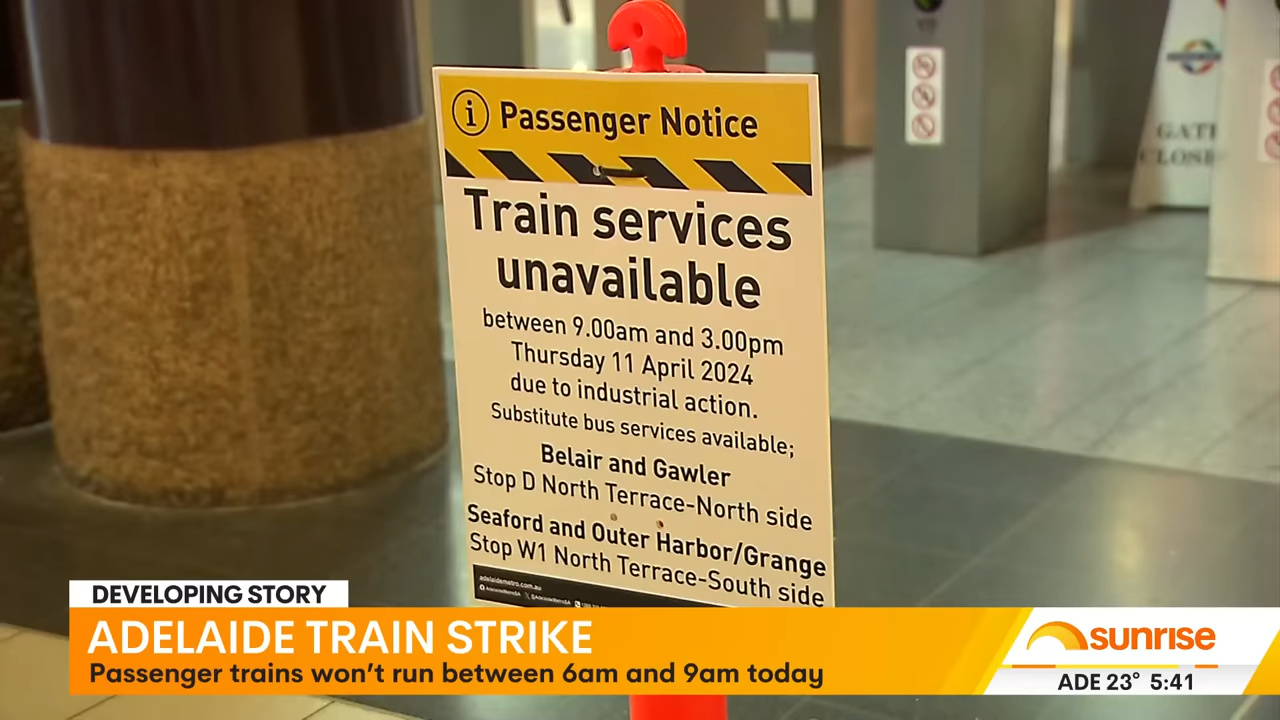 i Passenger Notice
Train services
unavailable
between 9.00am and 3.00pm
Thursday 11 April 2024
due to industrial action.
Substitute bus services available;
Belair and Gawler
Stop D North Terrace-North side
Seaford and Outer Harbor/Grange
Stop W1 North Terrace-South side
adelaidemetro.com.au
DEVELOPING STORY
ADELAIDE TRAIN STRIKE
Passenger trains won't run between 6am and 9am today
sunrise
ADE 23° 5:41